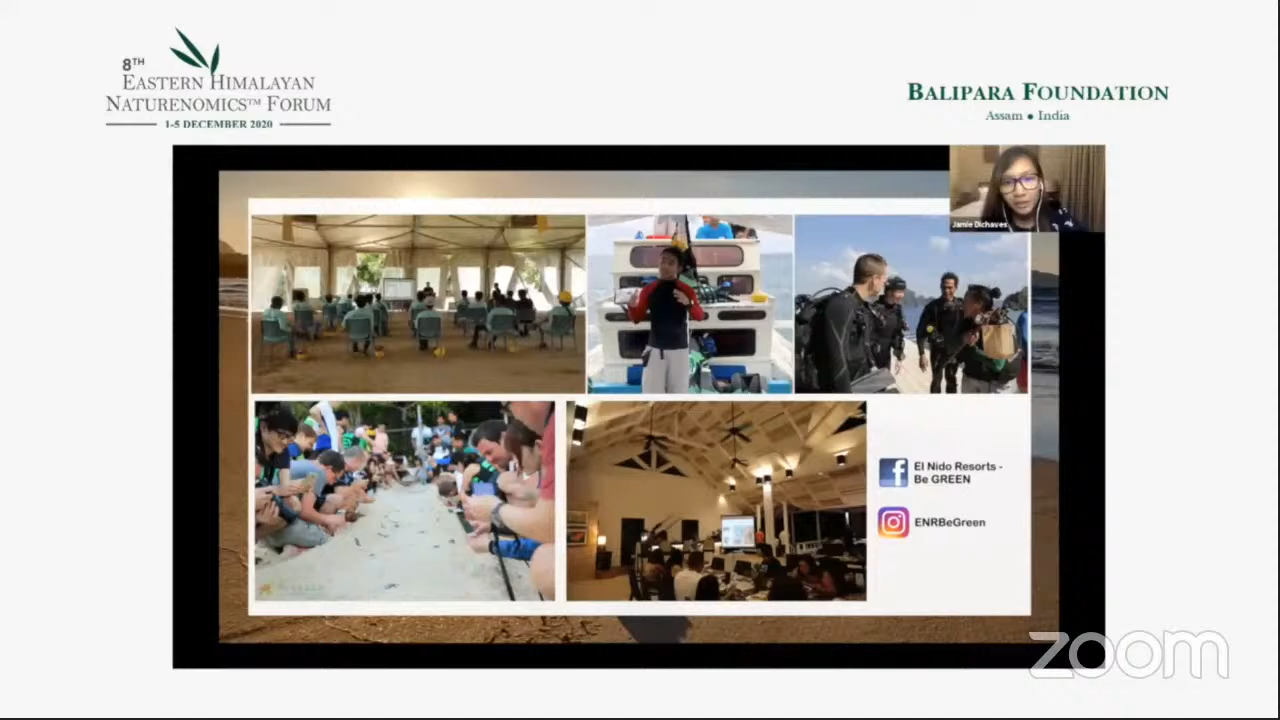 8TH
EASTERN HIMALAYAN
NATURENOMICS™ FORUM
1-5 DECEMBER 2020
BALIPARA FOUNDATION
Assam • India
Jamie Dichaves
El Nido Resorts -
Be GREEN
ENRBeGreen
zoom